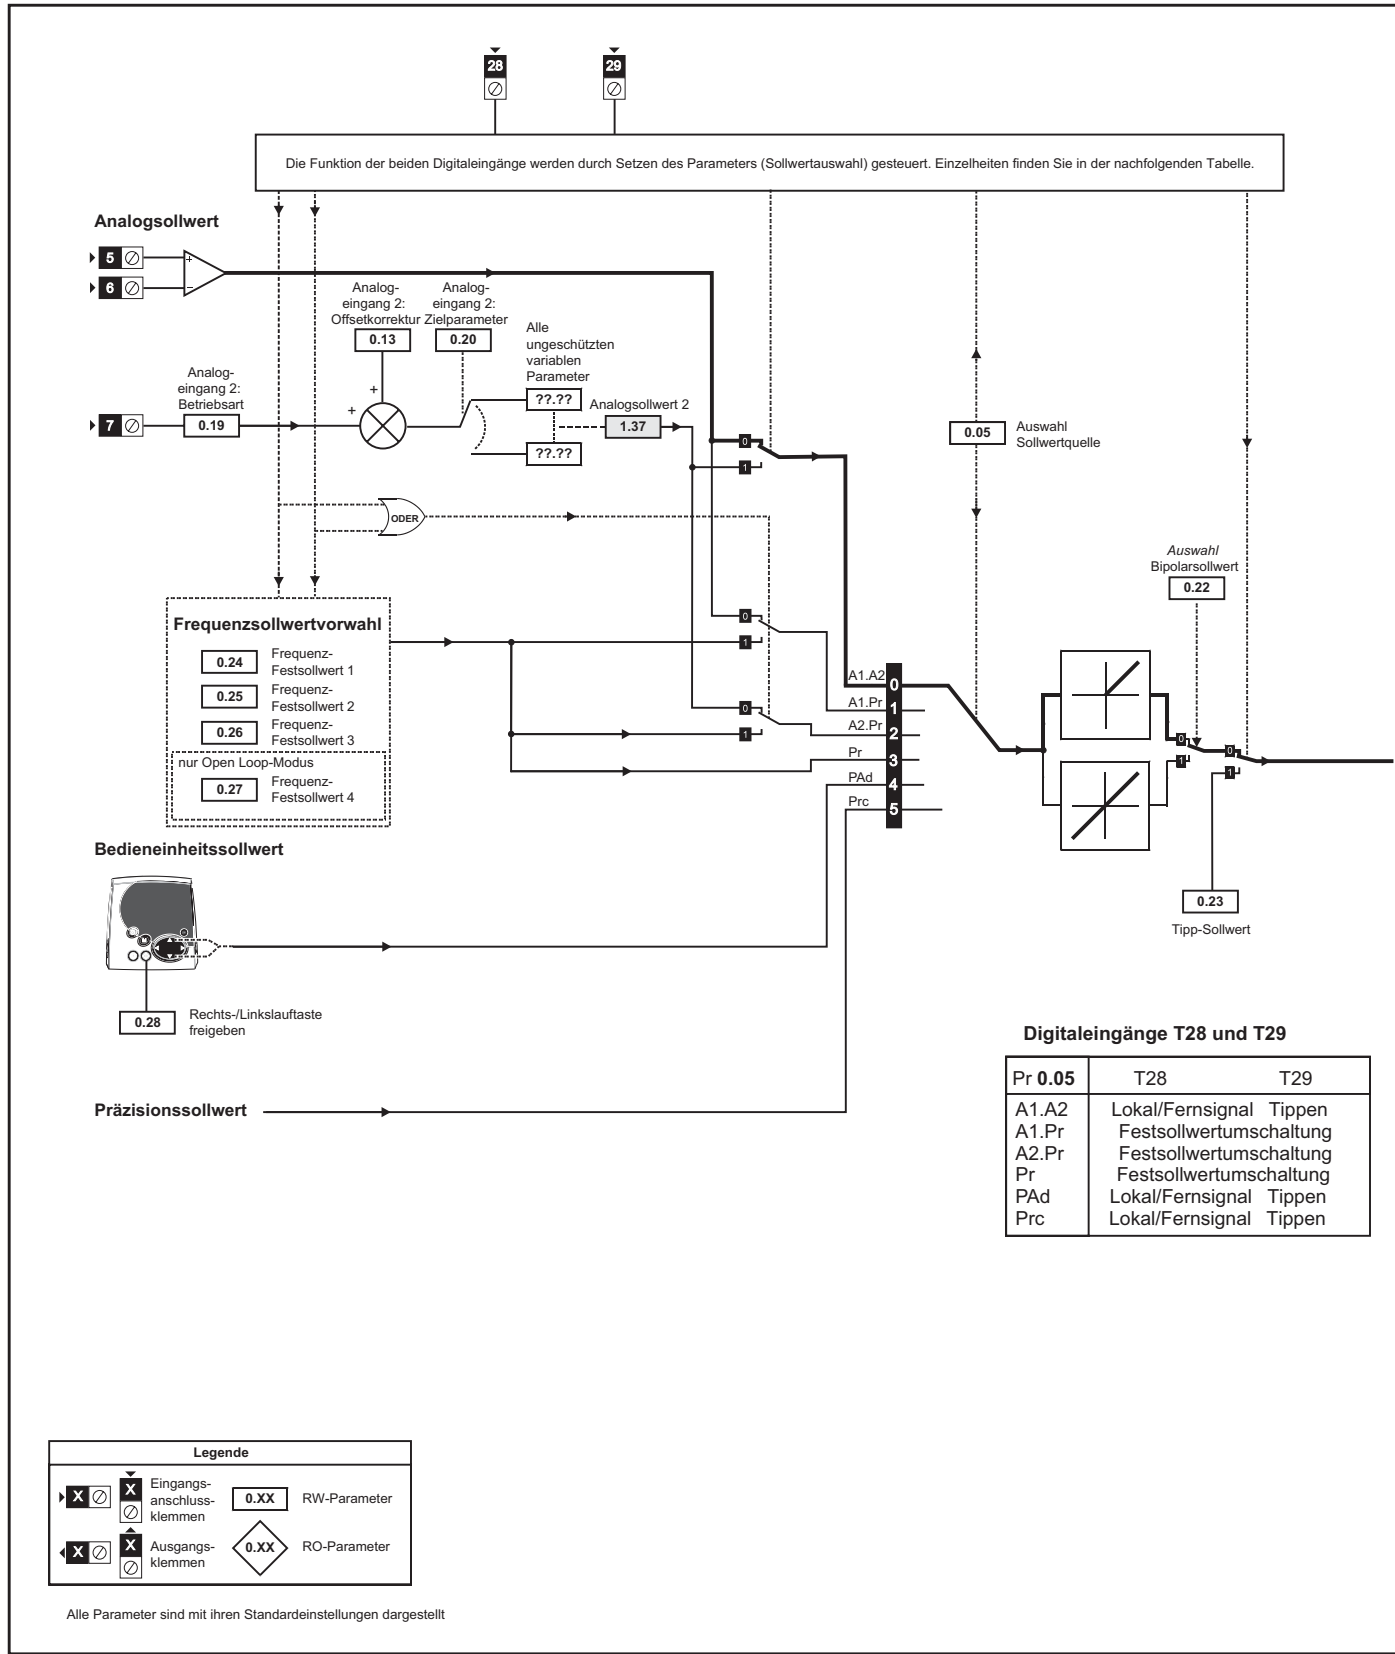 28
29
Die Funktion der beiden Digitaleingänge werden durch Setzen des Parameters (Sollwertauswahl) gesteuert. Einzelheiten finden Sie in der nachfolgenden Tabelle.
Analogsollwert
5
6
+
−
Analog-
eingang 2:
Offsetkorrektur
0.13
Analog-
eingang 2:
Zielparameter
0.20
Alle
ungeschützten
variablen
Parameter
??.??
??.??
Analog-
eingang 2:
Betriebsart
7
0.19
+
+
Analogsollwert 2
1.37
0
1
0.05
Auswahl
Sollwertquelle
ODER
Auswahl
Bipolarsollwert
0.22
Frequenzsollwertvorwahl
0.24
Frequenz-
Festsollwert 1
0.25
Frequenz-
Festsollwert 2
0.26
Frequenz-
Festsollwert 3
nur Open Loop-Modus
0.27
Frequenz-
Festsollwert 4
0
1
0
1
A1.A2
0
A1.Pr
1
A2.Pr
2
Pr
3
PAd
4
Prc
5
0
1
0
1
0.23
Tipp-Sollwert
Bedieneinheitssollwert
M
0.28
Rechts-/Linkslauftaste
freigeben
Präzisionssollwert
Digitaleingänge T28 und T29
Pr 0.05 T28 T29
A1.A2 Lokal/Fernsignal Tippen
A1.Pr Festsollwertumschaltung
A2.Pr Festsollwertumschaltung
Pr Festsollwertumschaltung
PAd Lokal/Fernsignal Tippen
Prc Lokal/Fernsignal Tippen
Legende
X
X
Eingangs-
anschluss-
klemmen
0.XX
RW-Parameter
X
X
Ausgangs-
klemmen
0.XX
RO-Parameter
Alle Parameter sind mit ihren Standardeinstellungen dargestellt